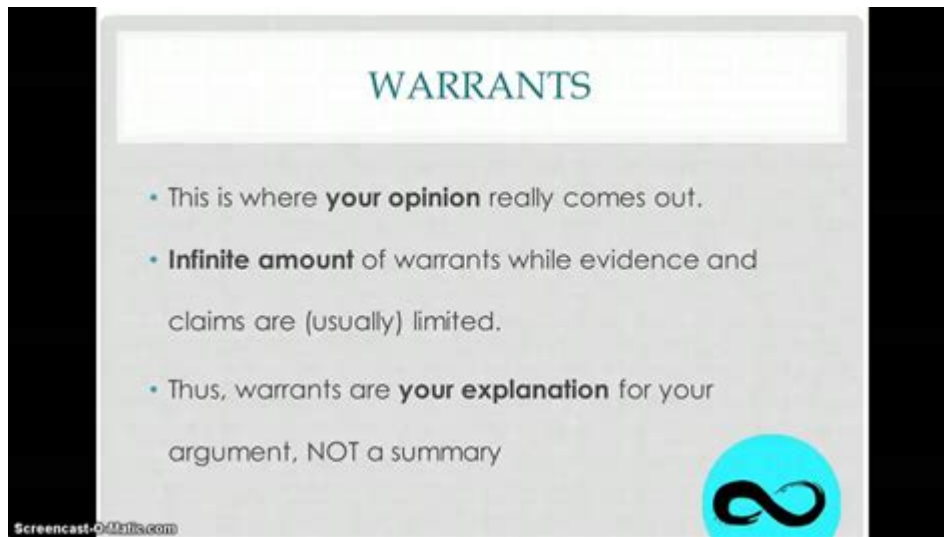 WARRANTS
• This is where your opinion really comes out.
• Infinite amount of warrants while evidence and
claims are (usually) limited.
• Thus, warrants are your explanation for your
argument, NOT a summary
Screencast-O-Matic.com